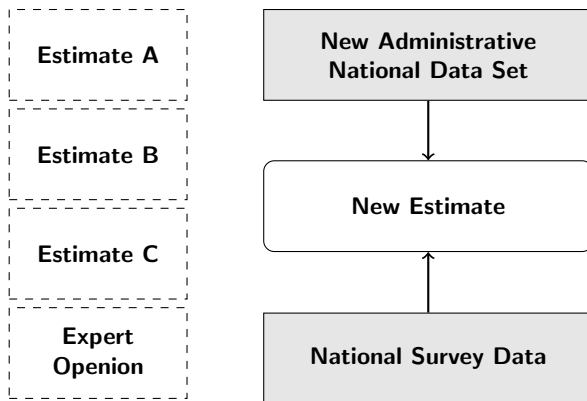 Estimate A
Estimate B
Estimate C
Expert
Openion
New Administrative
National Data Set
New Estimate
National Survey Data